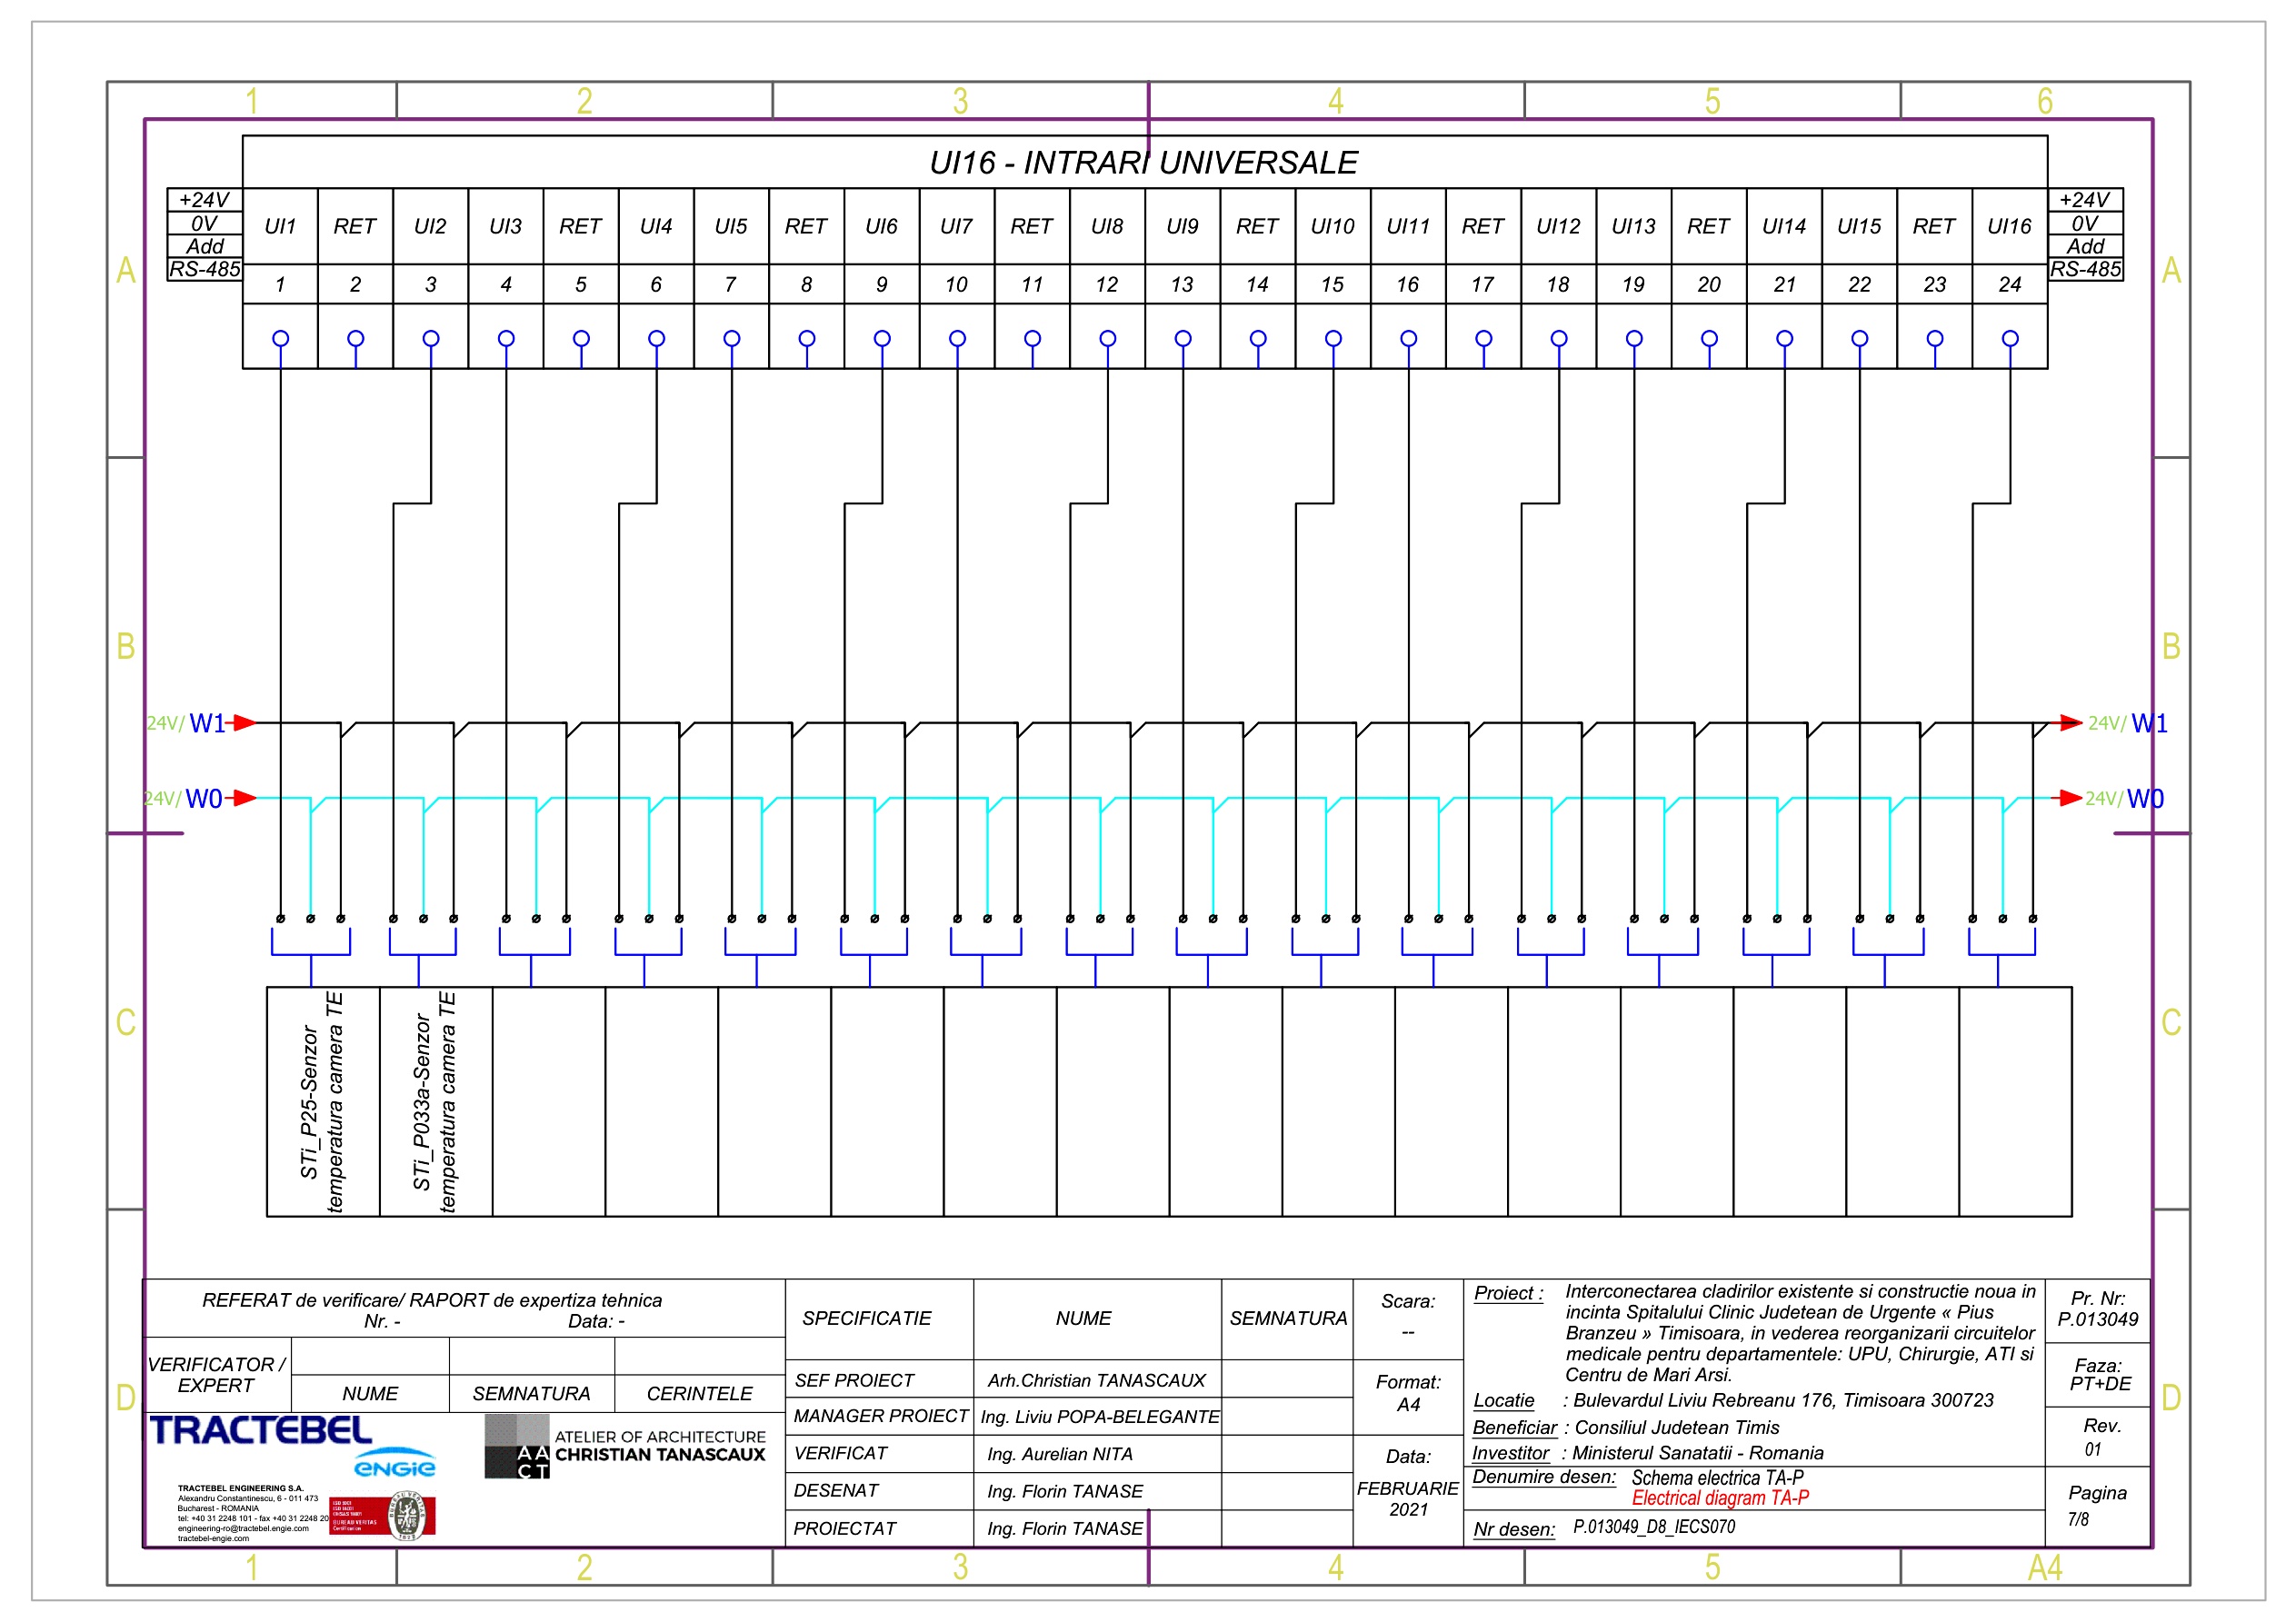 1 2 3 4 5 6
UI16 - INTRARI UNIVERSALE
+24V
0V
Add
RS-485
UI1 RET UI2 UI3 RET UI4 UI5 RET UI6 UI7 RET UI8 UI9 RET UI10 UI11 RET UI12 UI13 RET UI14 UI15 RET UI16
1 2 3 4 5 6 7 8 9 10 11 12 13 14 15 16 17 18 19 20 21 22 23 24
+24V
0V
Add
RS-485
A A
B B
24V/ W1 24V/ W1
24V/ W0 24V/ W0
C C
STi_P25-Senzor
temperatura camera TE
STi_P033a-Senzor
temperatura camera TE
D D
REFERAT de verificare/ RAPORT de expertiza tehnica
Nr. - Data: -
VERIFICATOR /
EXPERT
NUME SEMNATURA CERINTELE
TRACTEBEL
ENGIE
AA
CT
ATELIER OF ARCHITECTURE
CHRISTIAN TANASCAUX
TRACTEBEL ENGINEERING S.A.
Alexandru Constantinescu, 6 - 011 473
Bucharest - ROMANIA
tel: +40 31 2248 101 - fax +40 31 2248 20
engineering-ro@tractebel.engie.com
tractebel-engie.com
BUREAU VERITAS
Certification
SPECIFICATIE NUME SEMNATURA
SEF PROIECT Arh.Christian TANASCAUX
MANAGER PROIECT Ing. Liviu POPA-BELEGANTE
VERIFICAT Ing. Aurelian NITA
DESENAT Ing. Florin TANASE
PROIECTAT Ing. Florin TANASE
Scara:
--
Format:
A4
Data:
FEBRUARIE
2021
Proiect : Interconectarea cladirilor existente si constructie noua in
incinta Spitalului Clinic Judetean de Urgente « Pius
Branzeu » Timisoara, in vederea reorganizarii circuitelor
medicale pentru departamentele: UPU, Chirurgie, ATI si
Centru de Mari Arsi.
Locatie : Bulevardul Liviu Rebreanu 176, Timisoara 300723
Beneficiar : Consiliul Judetean Timis
Investitor : Ministerul Sanatatii - Romania
Denumire desen: Schema electrica TA-P
Electrical diagram TA-P
Nr desen: P.013049_D8_IECS070
Pr. Nr:
P.013049
Faza:
PT+DE
Rev.
01
Pagina
7/8
1 2 3 4 5 A4